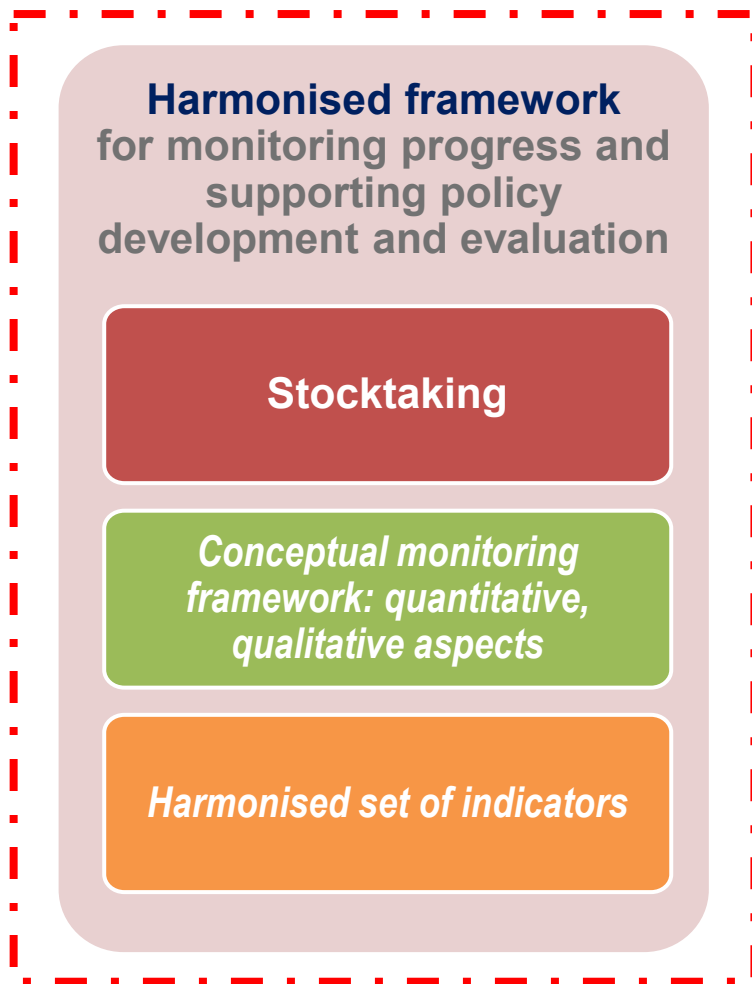 Harmonised framework
for monitoring progress and
supporting policy
development and evaluation
Stocktaking
Conceptual monitoring
framework: quantitative,
qualitative aspects
Harmonised set of indicators